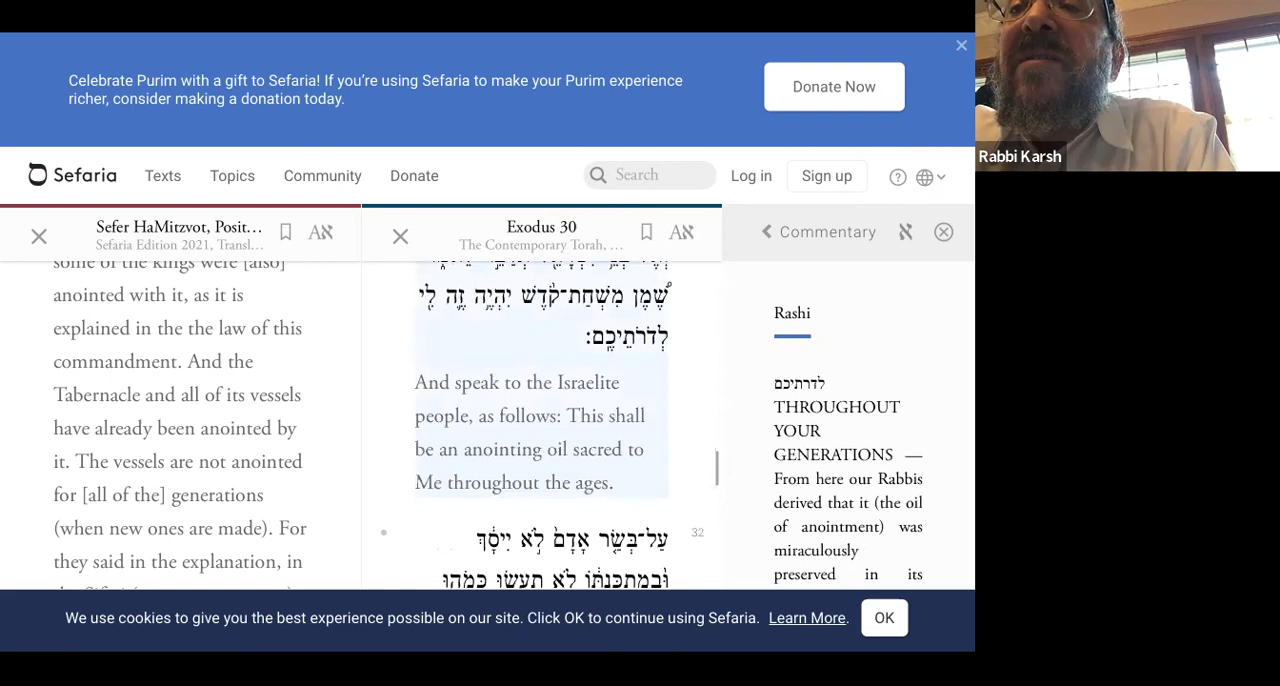 Celebrate Purim with a gift to Sefaria! If you're using Sefaria to make your Purim experience
richer, consider making a donation today.
Donate Now
Rabbi Karsh
Sefaria
Texts
Topics
Community
Donate
Search
Log in
Sign up
Sefer HaMitzvot, Posit...
Sefaria Edition 2021, Transl...
some of the kings were [also]
anointed with it, as it is
explained in the the law of this
commandment. And the
Tabernacle and all of its vessels
have already been anointed by
it. The vessels are not anointed
for [all of the] generations
(when new ones are made). For
they said in the explanation, in
Exodus 30
The Contemporary Torah, ...
שֶׁ֠מֶן מִשְׁחַת־קֹ֨דֶשׁ יִהְיֶ֥ה זֶ֛ה לִ֖י
לְדֹרֹתֵיכֶֽם׃
And speak to the Israelite
people, as follows: This shall
be an anointing oil sacred to
Me throughout the ages.
32
עַל־בְּשַׂ֤ר אָדָם֙ לֹ֣א יִיסָ֔ךְ
וּ֨בְמַתְכֻּנְתּ֔וֹ לֹ֥א תַעֲשׂ֖וּ כָּמֹ֑הוּ
Commentary
א
Rashi
לדרתיכם
THROUGHOUT
YOUR
GENERATIONS —
From here our Rabbis
derived that it (the oil
of anointment) was
miraculously
preserved in its
We use cookies to give you the best experience possible on our site. Click OK to continue using Sefaria. Learn More.
OK